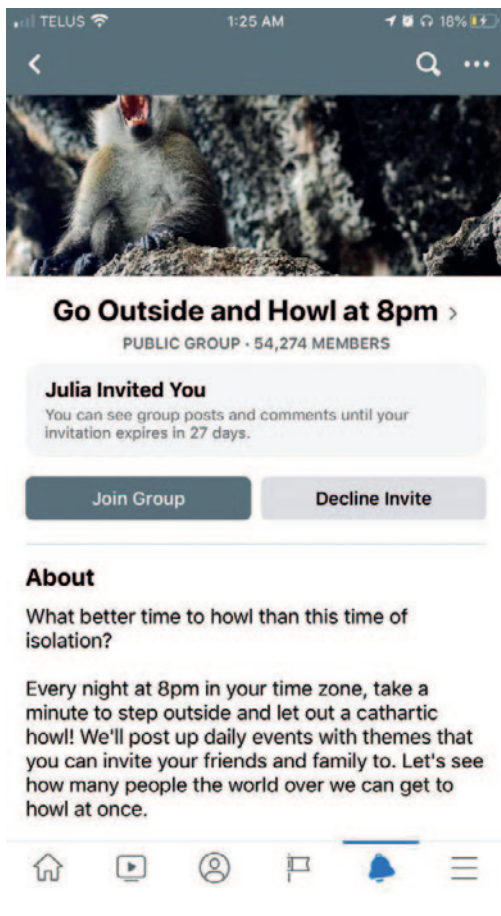 TELUS 1:25 AM 18%
Go Outside and Howl at 8pm
PUBLIC GROUP · 54,274 MEMBERS
Julia Invited You
You can see group posts and comments until your
invitation expires in 27 days.
Join Group Decline Invite
About
What better time to howl than this time of
isolation?
Every night at 8pm in your time zone, take a
minute to step outside and let out a cathartic
howl! We'll post up daily events with themes that
you can invite your friends and family to. Let's see
how many people the world over we can get to
howl at once.